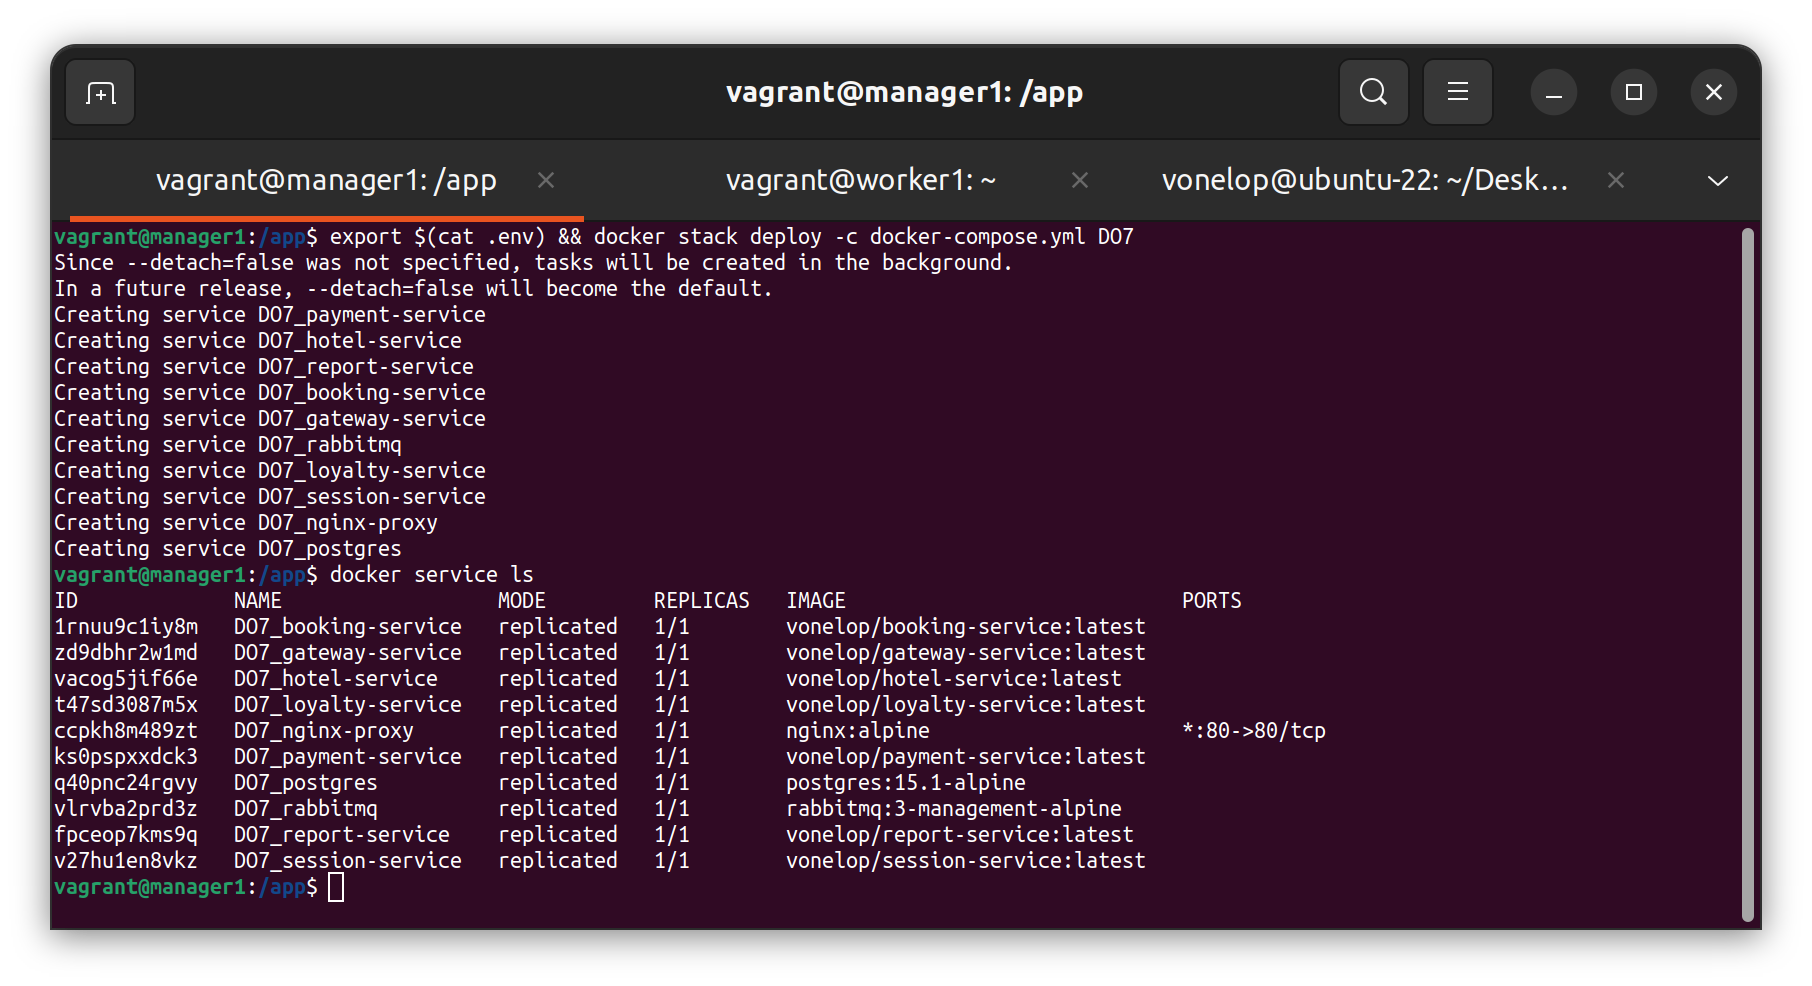 vagrant@manager1: /app
vagrant@manager1: /app
vagrant@worker1: ~
vonelop@ubuntu-22: ~/Desk…
vagrant@manager1:/app$ export $(cat .env) && docker stack deploy -c docker-compose.yml DO7
Since --detach=false was not specified, tasks will be created in the background.
In a future release, --detach=false will become the default.
Creating service DO7_payment-service
Creating service DO7_hotel-service
Creating service DO7_report-service
Creating service DO7_booking-service
Creating service DO7_gateway-service
Creating service DO7_rabbitmq
Creating service DO7_loyalty-service
Creating service DO7_session-service
Creating service DO7_nginx-proxy
Creating service DO7_postgres
vagrant@manager1:/app$ docker service ls
ID             NAME                  MODE         REPLICAS   IMAGE                            PORTS
1rnuu9c1iy8m   DO7_booking-service   replicated   1/1        vonelop/booking-service:latest
zd9dbhr2w1md   DO7_gateway-service   replicated   1/1        vonelop/gateway-service:latest
vacog5jif66e   DO7_hotel-service     replicated   1/1        vonelop/hotel-service:latest
t47sd3087m5x   DO7_loyalty-service   replicated   1/1        vonelop/loyalty-service:latest
ccpkh8m489zt   DO7_nginx-proxy       replicated   1/1        nginx:alpine                     *:80->80/tcp
ks0pspxxdck3   DO7_payment-service   replicated   1/1        vonelop/payment-service:latest
q40pnc24rgvy   DO7_postgres          replicated   1/1        postgres:15.1-alpine
vlrvba2prd3z   DO7_rabbitmq          replicated   1/1        rabbitmq:3-management-alpine
fpceop7kms9q   DO7_report-service    replicated   1/1        vonelop/report-service:latest
v27hu1en8vkz   DO7_session-service   replicated   1/1        vonelop/session-service:latest
vagrant@manager1:/app$